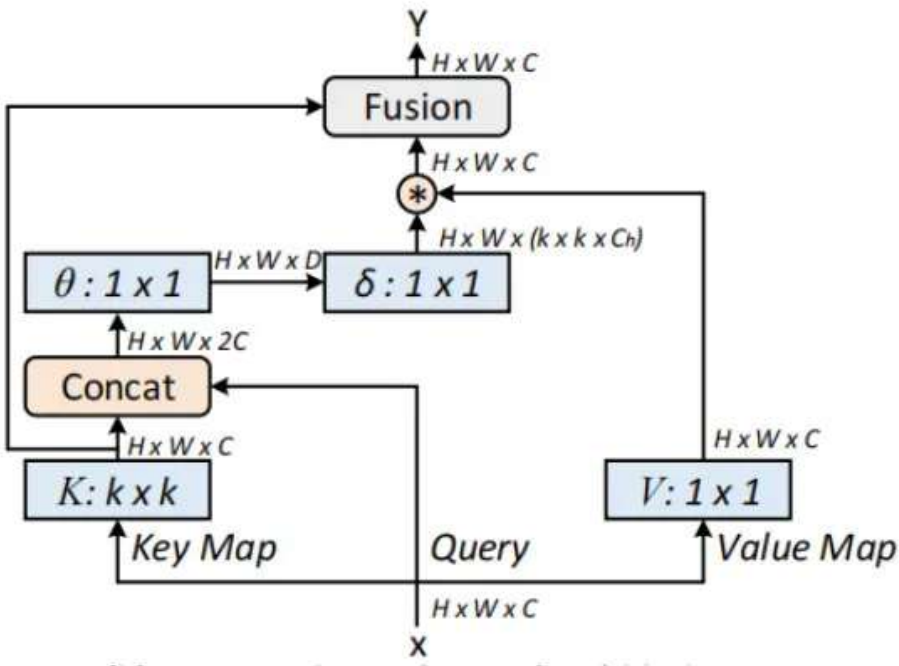 Y
H x W x C
Fusion
H x W x C
*
H x W x (k x k x Ch)
H x W x D
θ : 1 x 1
δ : 1 x 1
H x W x 2C
Concat
H x W x C
H x W x C
K: k x k
V: 1 x 1
Key Map
Query
Value Map
H x W x C
X